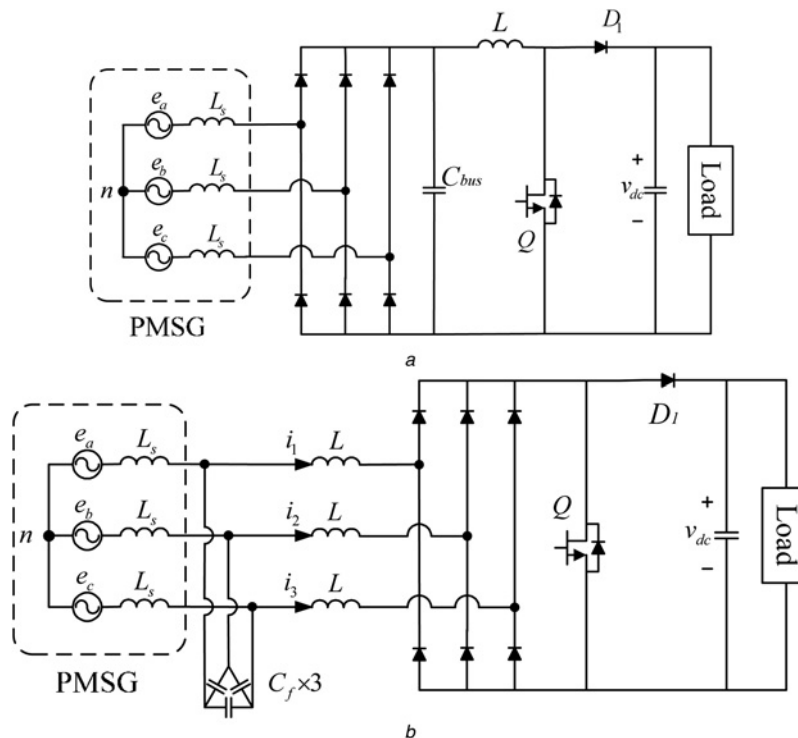 L D1
ea Ls
eb Ls
n
ec Ls
Cbus
Q
+
vdc
−
Load
PMSG
a
ea Ls i1 L
eb Ls i2 L
n
ec Ls i3 L
D1
Q
+
vdc
−
Load
PMSG
Cf×3
b